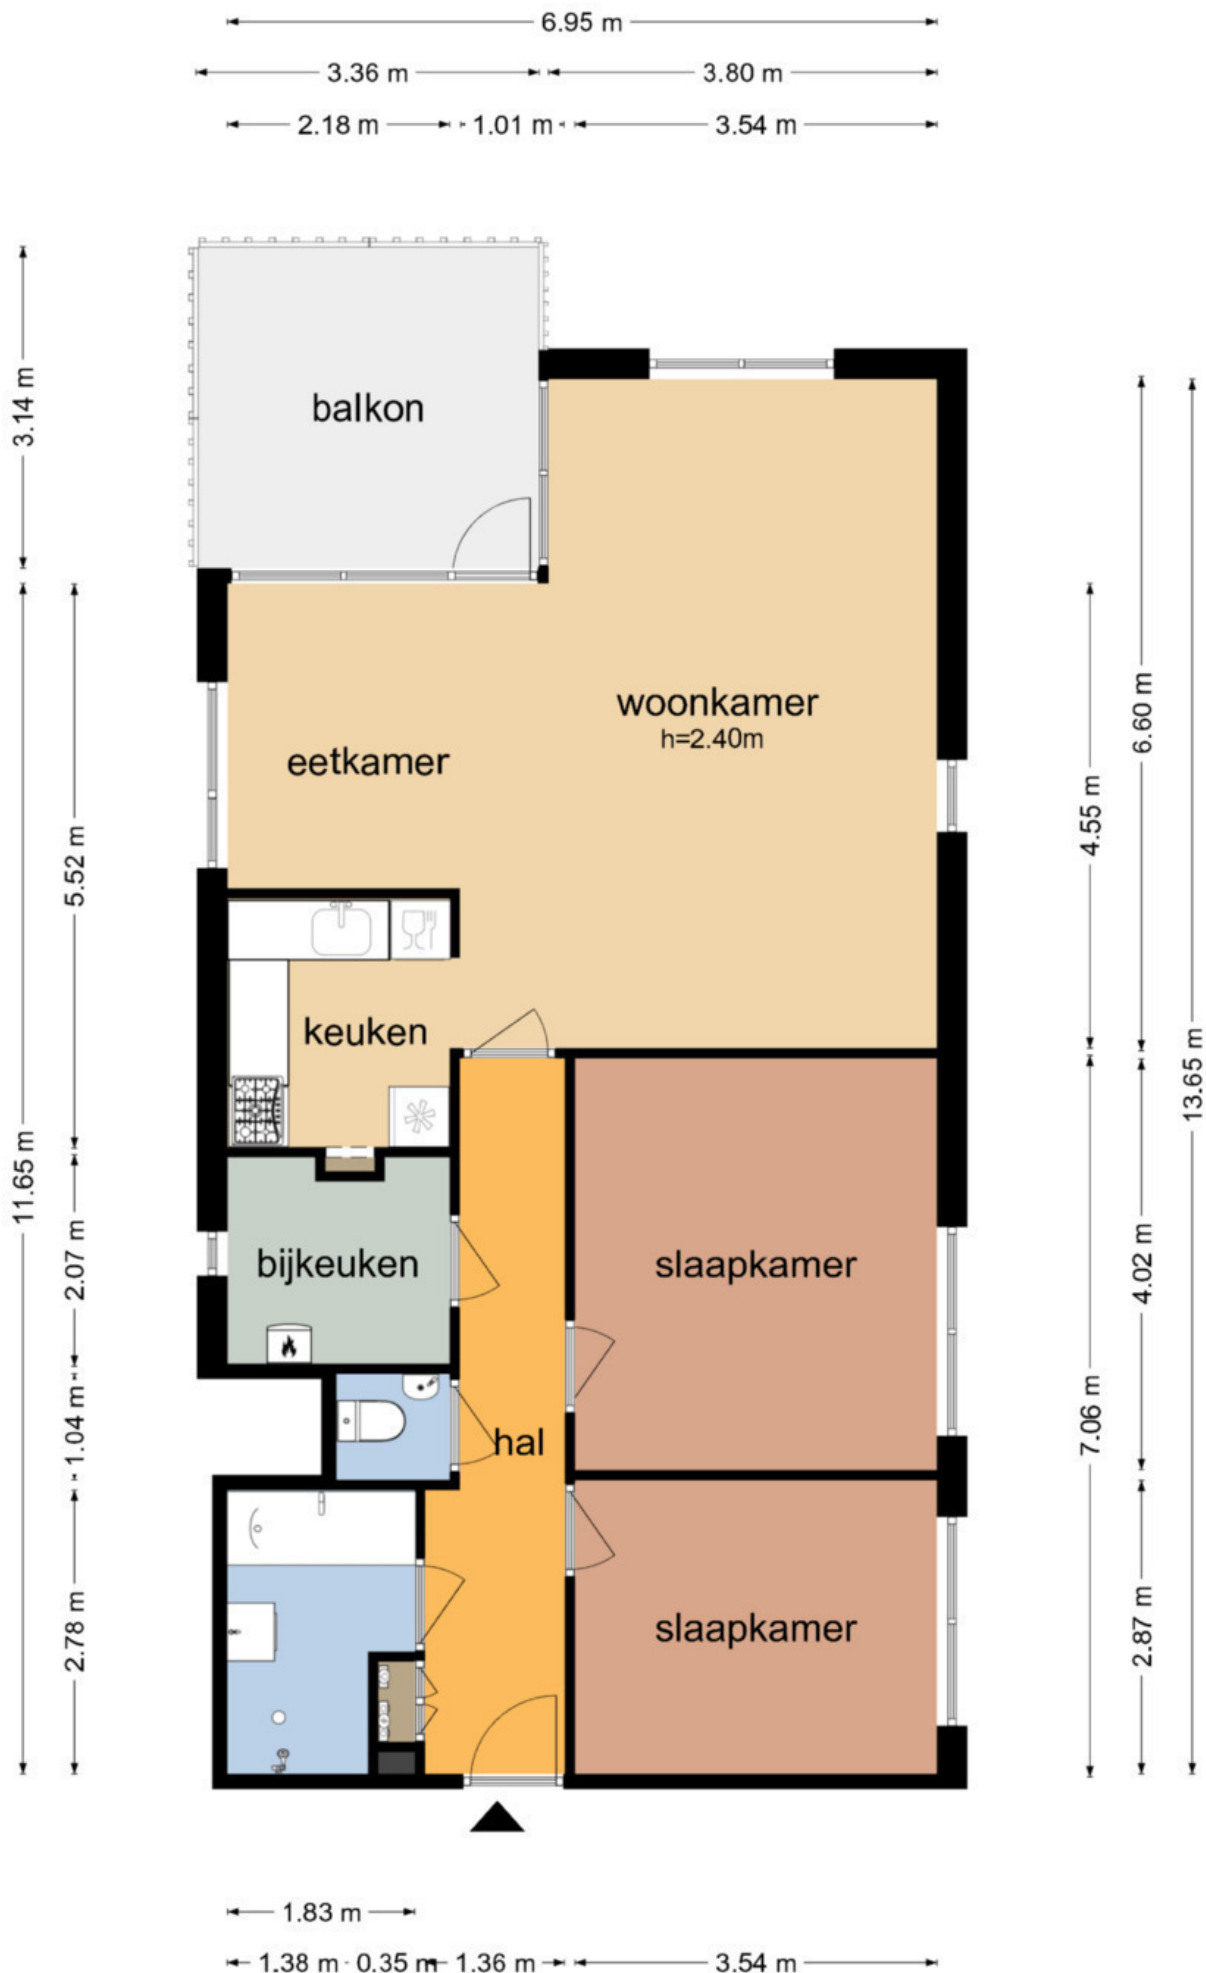 6.95 m
3.36 m
3.80 m
2.18 m
1.01 m
3.54 m
3.14 m
balkon
woonkamer
h=2.40m
eetkamer
6.60 m
4.55 m
5.52 m
keuken
13.65 m
11.65 m
2.07 m
bijkeuken
slaapkamer
4.02 m
1.04 m
hal
7.06 m
2.78 m
slaapkamer
2.87 m
1.83 m
1.38 m
0.35 m
1.36 m
3.54 m